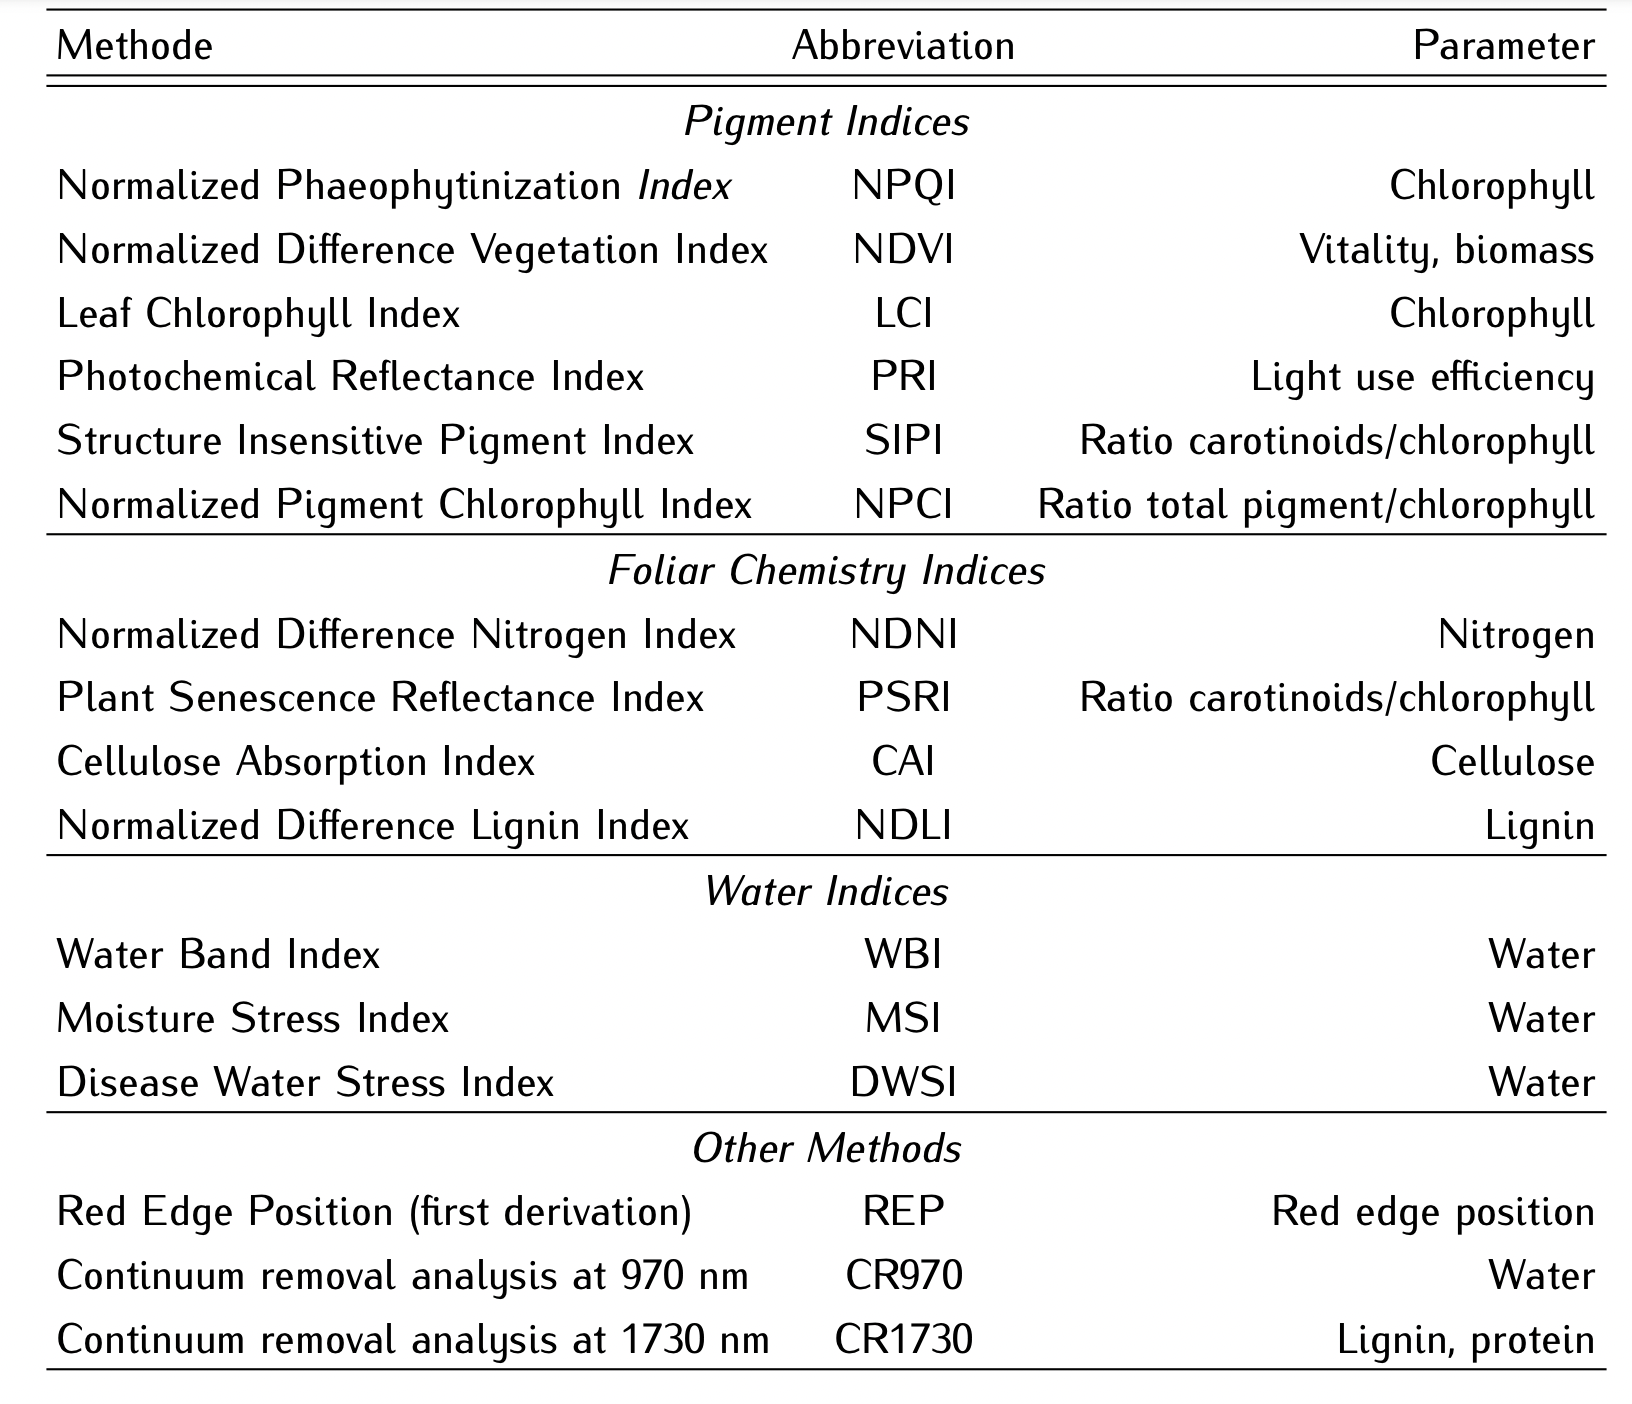 Methode Abbreviation Parameter
Pigment Indices
Normalized Phaeophytinization Index NPQI Chlorophyll
Normalized Difference Vegetation Index NDVI Vitality, biomass
Leaf Chlorophyll Index LCI Chlorophyll
Photochemical Reflectance Index PRI Light use efficiency
Structure Insensitive Pigment Index SIPI Ratio carotinoids/chlorophyll
Normalized Pigment Chlorophyll Index NPCI Ratio total pigment/chlorophyll
Foliar Chemistry Indices
Normalized Difference Nitrogen Index NDNI Nitrogen
Plant Senescence Reflectance Index PSRI Ratio carotinoids/chlorophyll
Cellulose Absorption Index CAI Cellulose
Normalized Difference Lignin Index NDLI Lignin
Water Indices
Water Band Index WBI Water
Moisture Stress Index MSI Water
Disease Water Stress Index DWSI Water
Other Methods
Red Edge Position (first derivation) REP Red edge position
Continuum removal analysis at 970 nm CR970 Water
Continuum removal analysis at 1730 nm CR1730 Lignin, protein